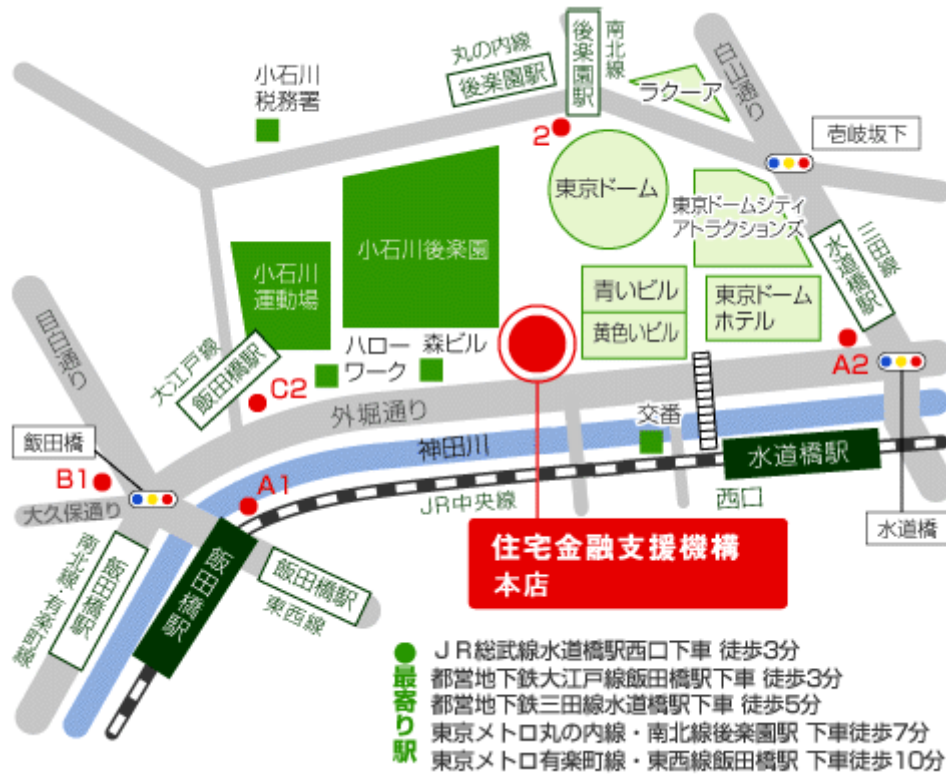 丸の内線
後楽園駅
後楽園駅
南北線
ラクーア
白山通り
小石川
税務署
2
壱岐坂下
東京ドーム
東京ドームシティ
アトラクションズ
小石川後楽園
水道橋駅
三田線
小石川
運動場
青いビル
黄色いビル
東京ドーム
ホテル
目白通り
大江戸線
飯田橋駅
ハロー
ワーク
森ビル
C2
A2
外堀通り
飯田橋
交番
神田川
水道橋駅
B1
A1
大久保通り
JR中央線
西口
水道橋
住宅金融支援機構
本店
南北線・有楽町線
飯田橋駅
飯田橋駅
飯田橋駅
東西線
最寄り駅
JR総武線水道橋駅西口下車 徒歩3分
都営地下鉄大江戸線飯田橋駅下車 徒歩3分
都営地下鉄三田線水道橋駅下車 徒歩5分
東京メトロ丸の内線・南北線後楽園駅 下車徒歩7分
東京メトロ有楽町線・東西線飯田橋駅 下車徒歩10分